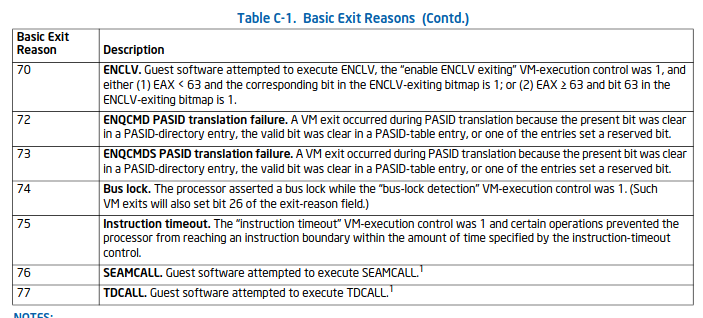 Table C-1. Basic Exit Reasons (Contd.)
Basic Exit
Reason
Description
70
ENCLV. Guest software attempted to execute ENCLV, the “enable ENCLV exiting” VM-execution control was 1, and
either (1) EAX < 63 and the corresponding bit in the ENCLV-exiting bitmap is 1; or (2) EAX ≥ 63 and bit 63 in the
ENCLV-exiting bitmap is 1.
72
ENQCMD PASID translation failure. A VM exit occurred during PASID translation because the present bit was clear
in a PASID-directory entry, the valid bit was clear in a PASID-table entry, or one of the entries set a reserved bit.
73
ENQCMDS PASID translation failure. A VM exit occurred during PASID translation because the present bit was clear
in a PASID-directory entry, the valid bit was clear in a PASID-table entry, or one of the entries set a reserved bit.
74
Bus lock. The processor asserted a bus lock while the “bus-lock detection” VM-execution control was 1. (Such
VM exits will also set bit 26 of the exit-reason field.)
75
Instruction timeout. The “instruction timeout” VM-execution control was 1 and certain operations prevented the
processor from reaching an instruction boundary within the amount of time specified by the instruction-timeout
control.
76
SEAMCALL. Guest software attempted to execute SEAMCALL.1
77
TDCALL. Guest software attempted to execute TDCALL.1
NOTES: